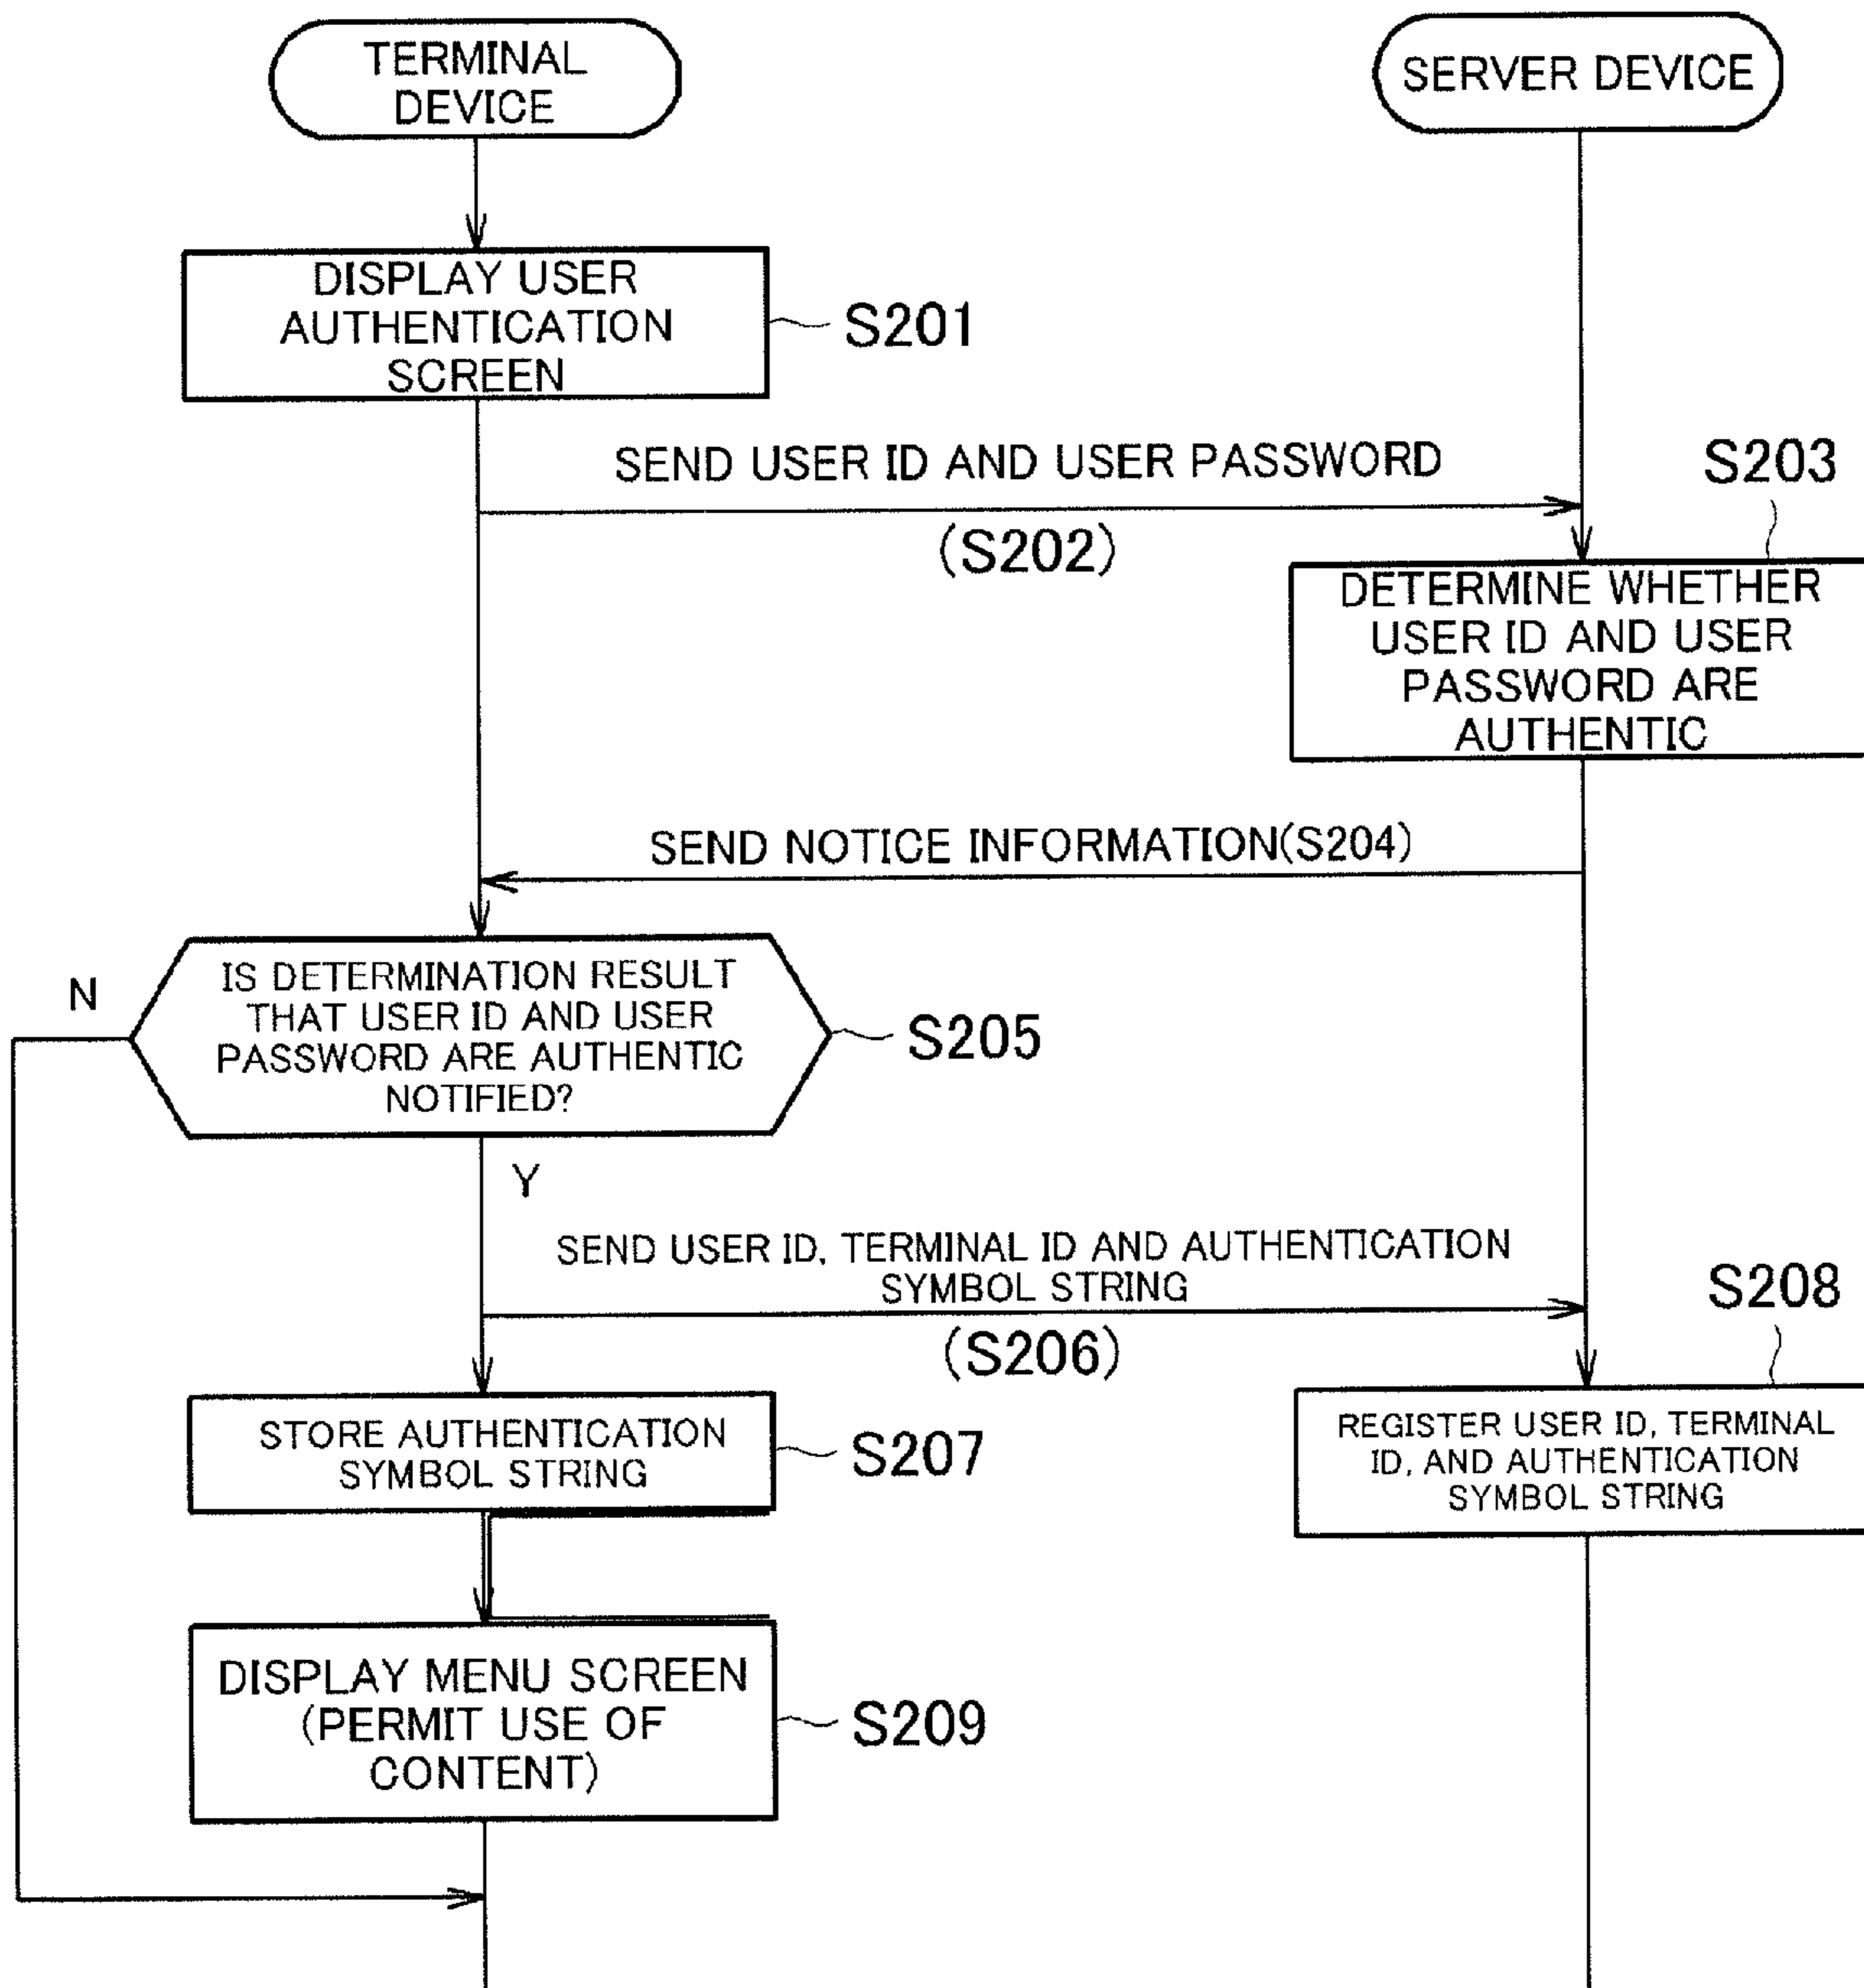 TERMINAL
DEVICE
SERVER DEVICE
DISPLAY USER
AUTHENTICATION
SCREEN
S201
SEND USER ID AND USER PASSWORD
(S202)
S203
DETERMINE WHETHER
USER ID AND USER
PASSWORD ARE
AUTHENTIC
SEND NOTICE INFORMATION(S204)
N
IS DETERMINATION RESULT
THAT USER ID AND USER
PASSWORD ARE AUTHENTIC
NOTIFIED?
S205
Y
SEND USER ID, TERMINAL ID AND AUTHENTICATION
SYMBOL STRING
(S206)
S208
STORE AUTHENTICATION
SYMBOL STRING
S207
REGISTER USER ID, TERMINAL
ID, AND AUTHENTICATION
SYMBOL STRING
DISPLAY MENU SCREEN
(PERMIT USE OF
CONTENT)
S209